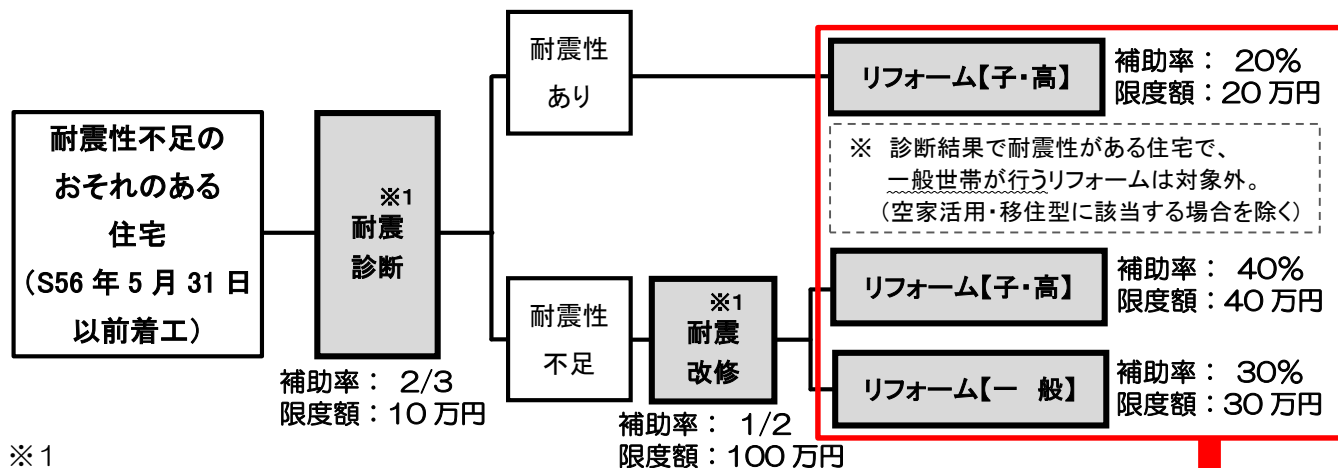 耐震性不足の
おそれのある
住宅
（S56 年 5 月 31 日
以前着工）
※1
耐震
診断
補助率： 2/3
限度額：10 万円
耐震性
あり
耐震性
不足
※1
耐震
改修
補助率： 1/2
限度額：100 万円
リフォーム【子・高】
補助率： 20%
限度額：20 万円
※ 診断結果で耐震性がある住宅で、
一般世帯が行うリフォームは対象外。
（空家活用・移住型に該当する場合を除く）
リフォーム【子・高】
補助率： 40%
限度額：40 万円
リフォーム【一 般】
補助率： 30%
限度額：30 万円
※1